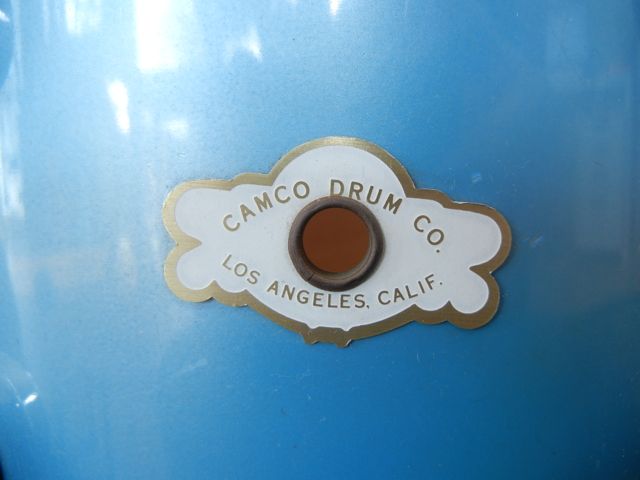 CAMCO DRUM CO.
LOS ANGELES, CALIF.